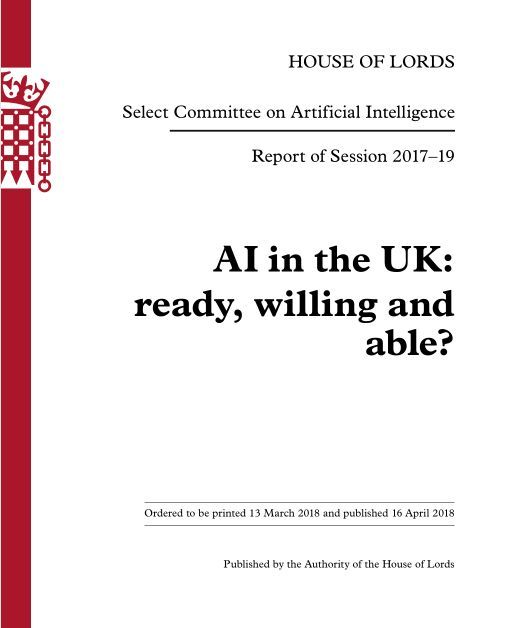 HOUSE OF LORDS
Select Committee on Artificial Intelligence
Report of Session 2017–19
AI in the UK:
ready, willing and
able?
Ordered to be printed 13 March 2018 and published 16 April 2018
Published by the Authority of the House of Lords